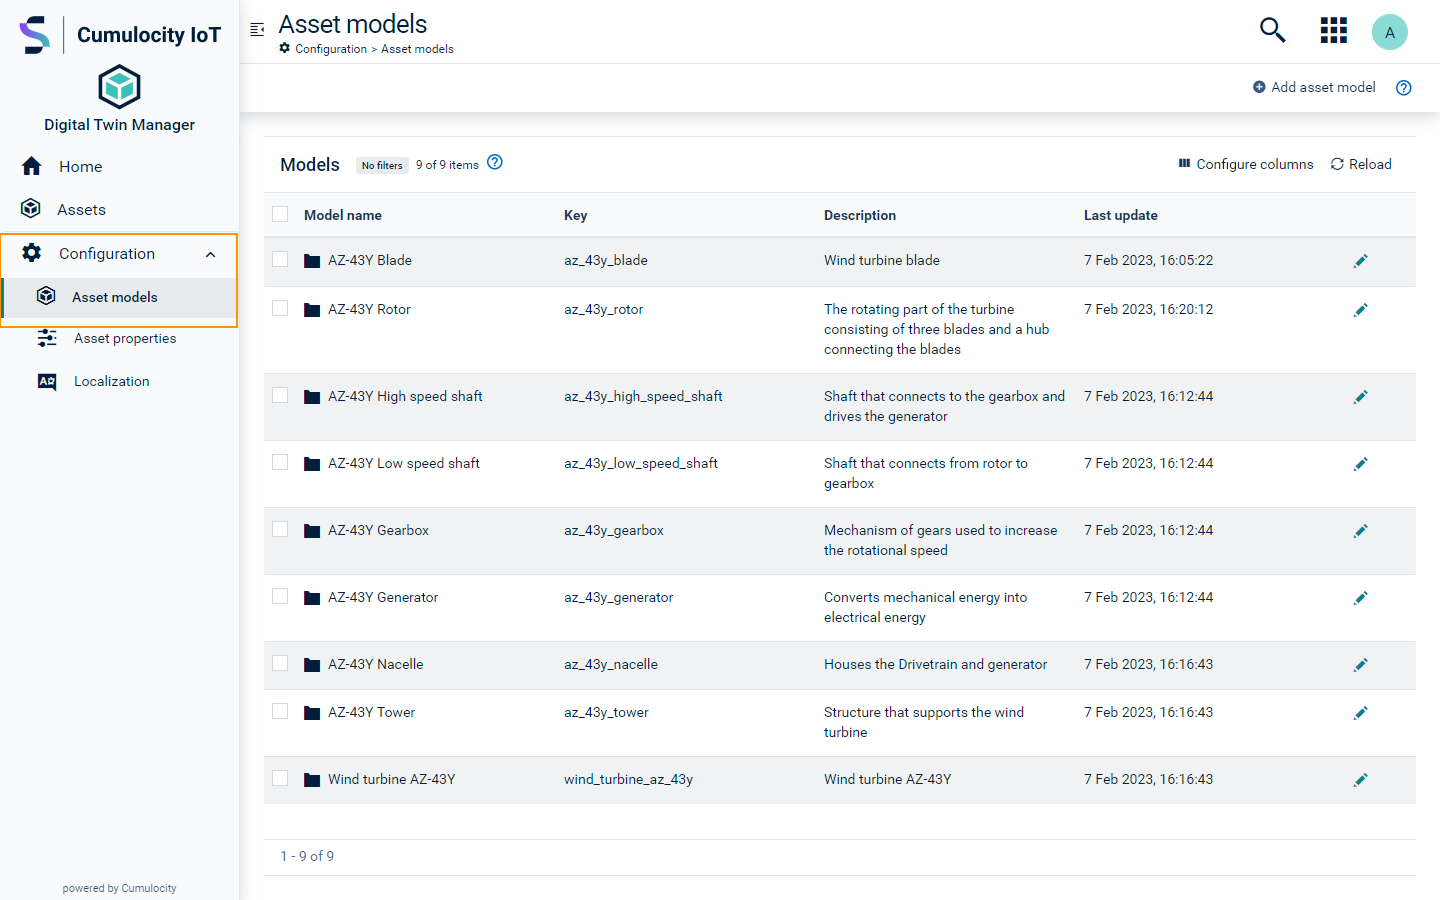 Cumulocity IoT
Digital Twin Manager
Home
Assets
Configuration
Asset models
Asset properties
Localization
powered by Cumulocity
Asset models
Configuration > Asset models
A
Add asset model
Models No filters 9 of 9 items
Configure columns Reload
Model name Key Description Last update
AZ-43Y Blade az_43y_blade Wind turbine blade 7 Feb 2023, 16:05:22
AZ-43Y Rotor az_43y_rotor The rotating part of the turbine 7 Feb 2023, 16:20:12
consisting of three blades and a hub
connecting the blades
AZ-43Y High speed shaft az_43y_high_speed_shaft Shaft that connects to the gearbox and 7 Feb 2023, 16:12:44
drives the generator
AZ-43Y Low speed shaft az_43y_low_speed_shaft Shaft that connects from rotor to 7 Feb 2023, 16:12:44
gearbox
AZ-43Y Gearbox az_43y_gearbox Mechanism of gears used to increase 7 Feb 2023, 16:12:44
the rotational speed
AZ-43Y Generator az_43y_generator Converts mechanical energy into 7 Feb 2023, 16:12:44
electrical energy
AZ-43Y Nacelle az_43y_nacelle Houses the Drivetrain and generator 7 Feb 2023, 16:16:43
AZ-43Y Tower az_43y_tower Structure that supports the wind 7 Feb 2023, 16:16:43
turbine
Wind turbine AZ-43Y wind_turbine_az_43y Wind turbine AZ-43Y 7 Feb 2023, 16:16:43
1 - 9 of 9